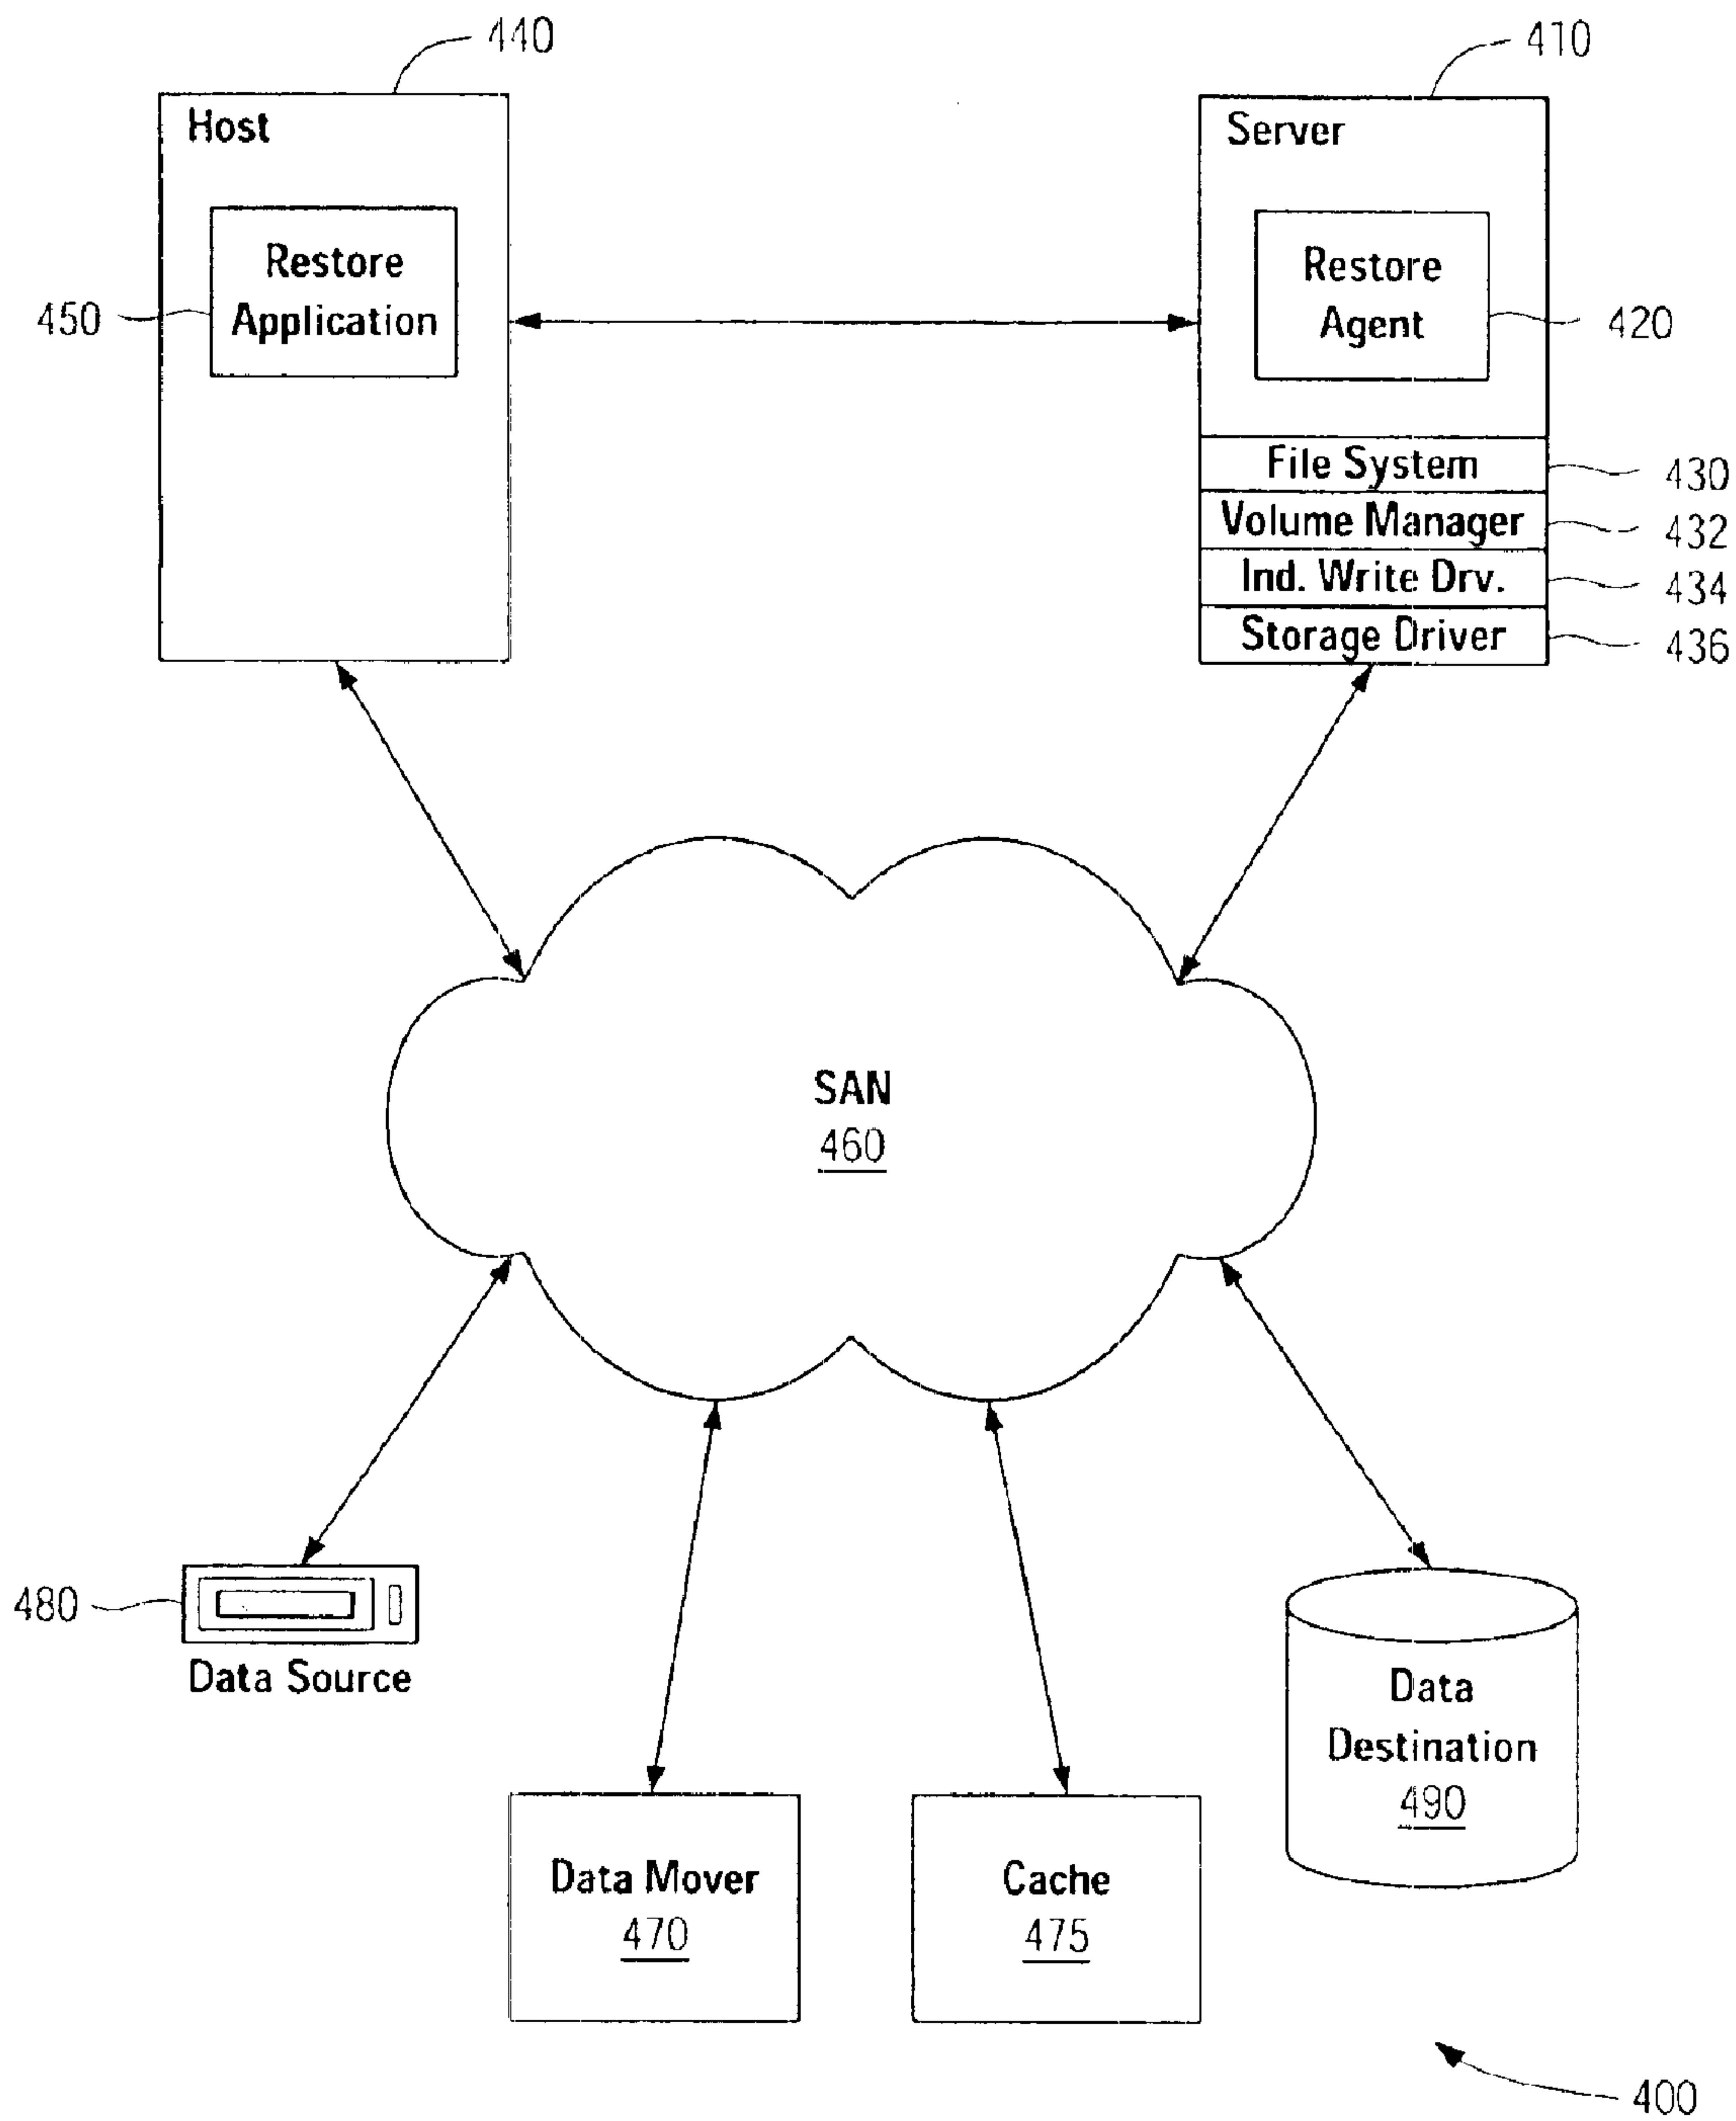 440
410
Host
Server
Restore
Application
450
Restore
Agent
420
File System
430
Volume Manager
432
Ind. Write Drv.
434
Storage Driver
436
SAN
460
480
Data Source
Data
Destination
490
Data Mover
470
Cache
475
400